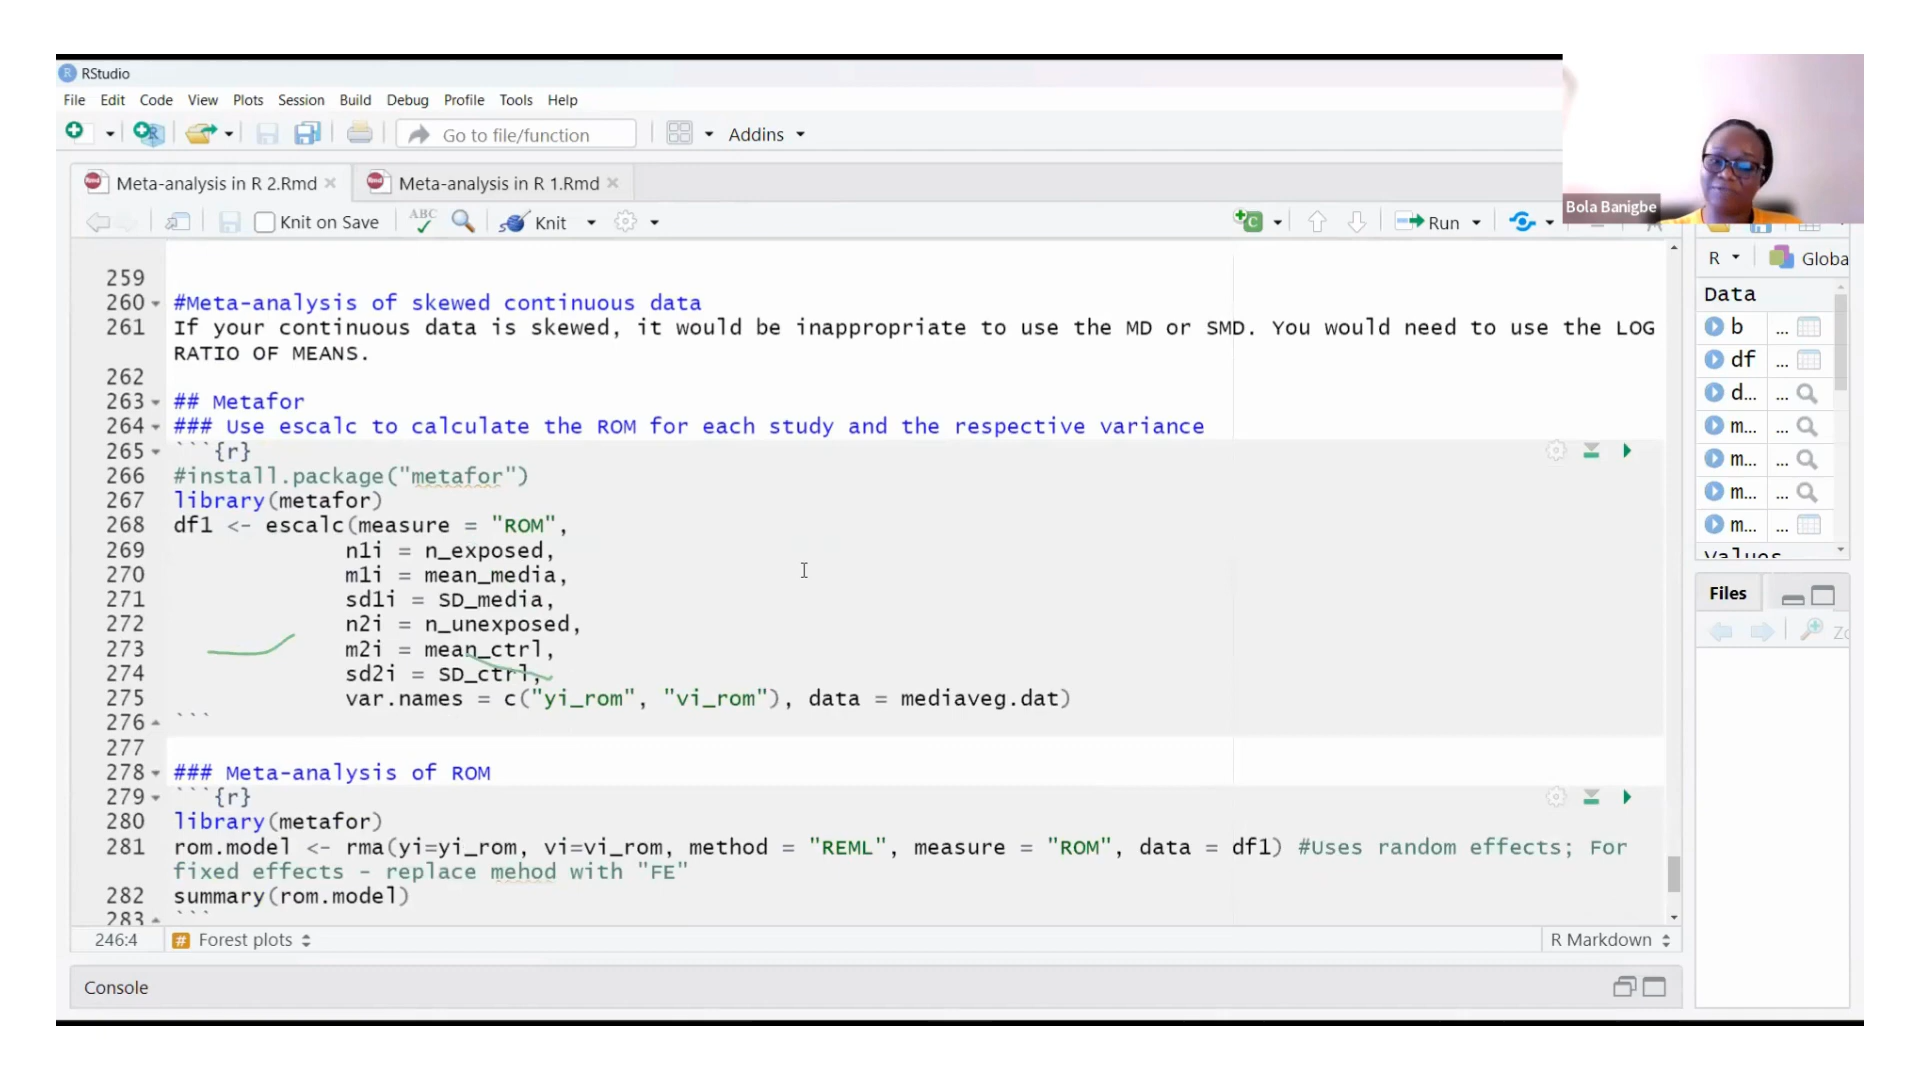 RStudio
File Edit Code View Plots Session Build Debug Profile Tools Help
Go to file/function Addins
Meta-analysis in R 2.Rmd Meta-analysis in R 1.Rmd
Knit on Save ABC Knit Run
Bola Banigbe
259
260 #Meta-analysis of skewed continuous data
261 If your continuous data is skewed, it would be inappropriate to use the MD or SMD. You would need to use the LOG
RATIO OF MEANS.
262
263 ## Metafor
264 ### Use escalc to calculate the ROM for each study and the respective variance
265 ```{r}
266 #install.package("metafor")
267 library(metafor)
268 df1 <- escalc(measure = "ROM",
269 n1i = n_exposed,
270 m1i = mean_media,
271 sd1i = SD_media,
272 n2i = n_unexposed,
273 m2i = mean_ctrl,
274 sd2i = SD_ctrl,
275 var.names = c("yi_rom", "vi_rom"), data = mediaveg.dat)
276 ```
277
278 ### Meta-analysis of ROM
279 ```{r}
280 library(metafor)
281 rom.model <- rma(yi=yi_rom, vi=vi_rom, method = "REML", measure = "ROM", data = df1) #Uses random effects; For
fixed effects - replace mehod with "FE"
282 summary(rom.model)
283 ```
246:4 # Forest plots R Markdown
Console
R Globa
Data
b ...
df ...
d... ...
m... ...
m... ...
m... ...
m... ...
Values
Files
Zo